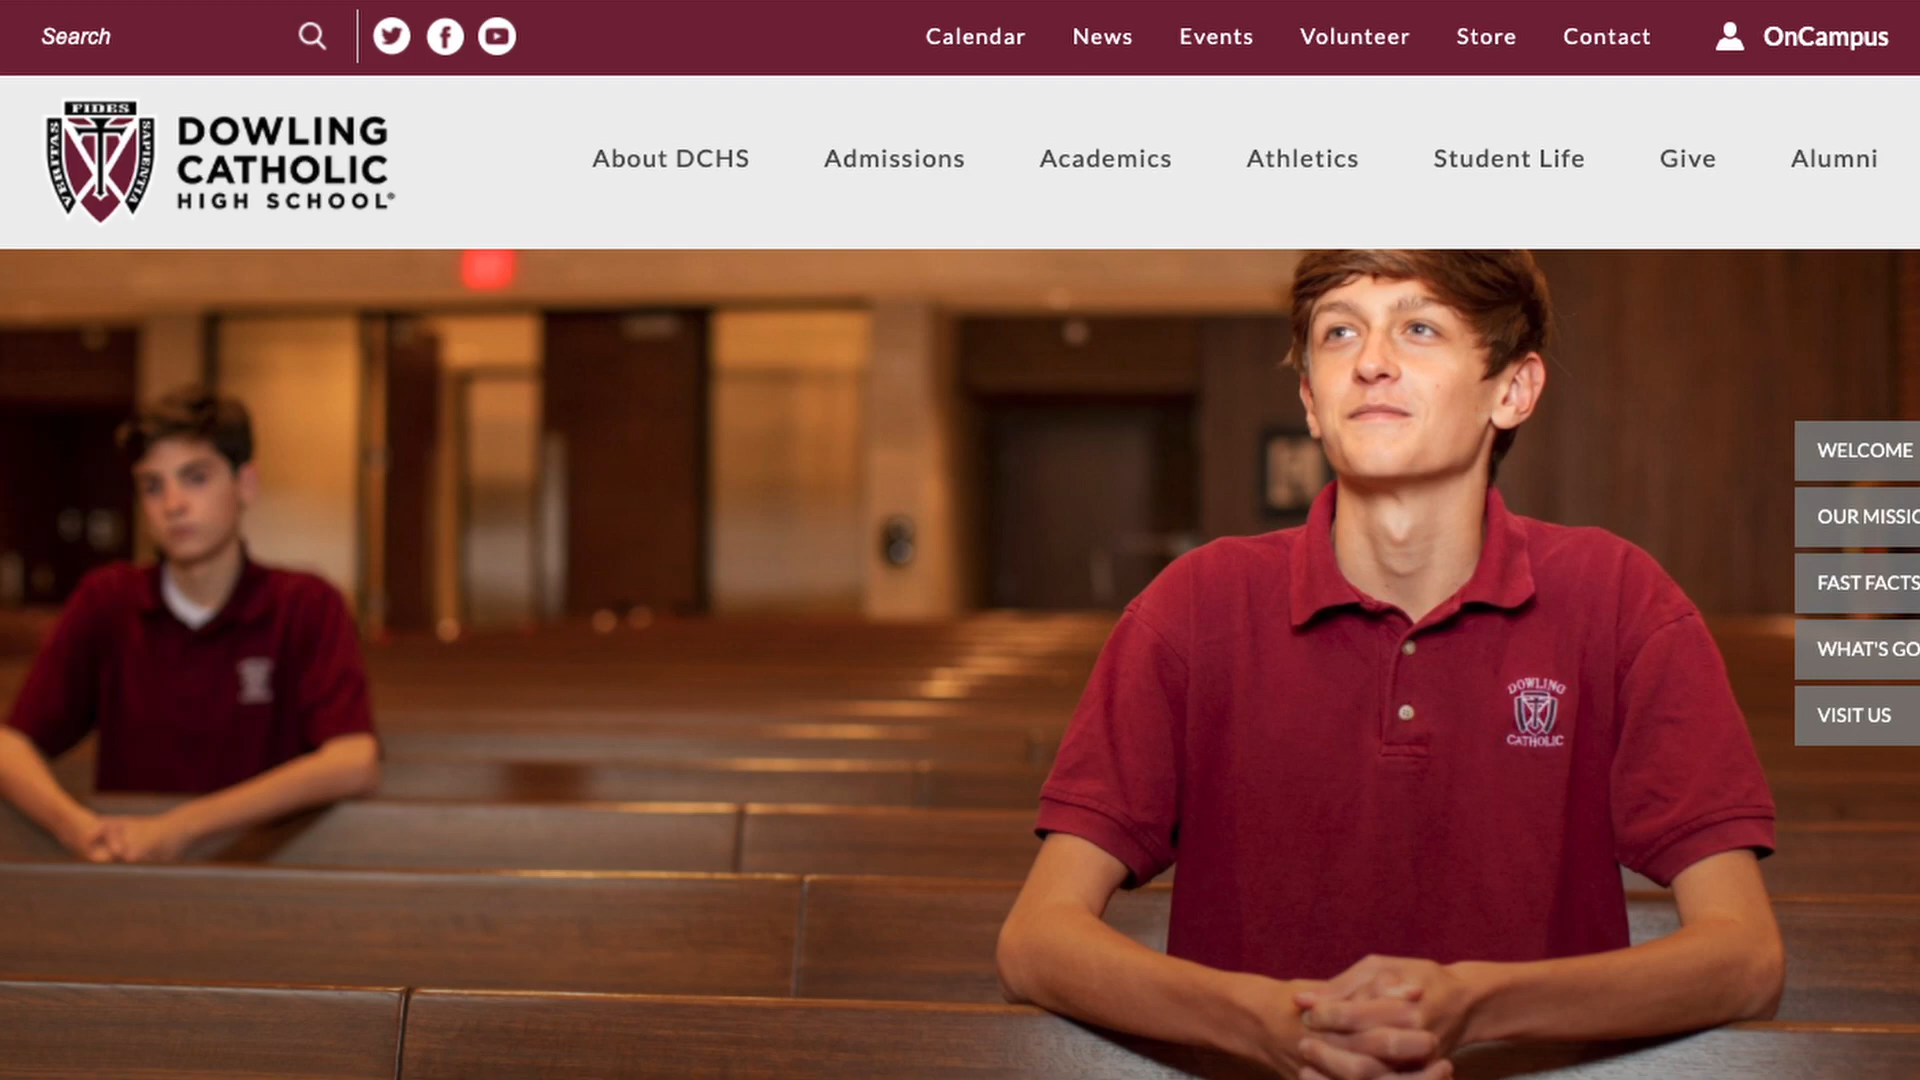 Search
Calendar
News
Events
Volunteer
Store
Contact
OnCampus
FIDES
VERITAS
SAPIENTIA
DOWLING
CATHOLIC
HIGH SCHOOL®
About DCHS
Admissions
Academics
Athletics
Student Life
Give
Alumni
WELCOME
OUR MISSIO
FAST FACTS
WHAT'S GO
VISIT US
DOWLING
CATHOLIC